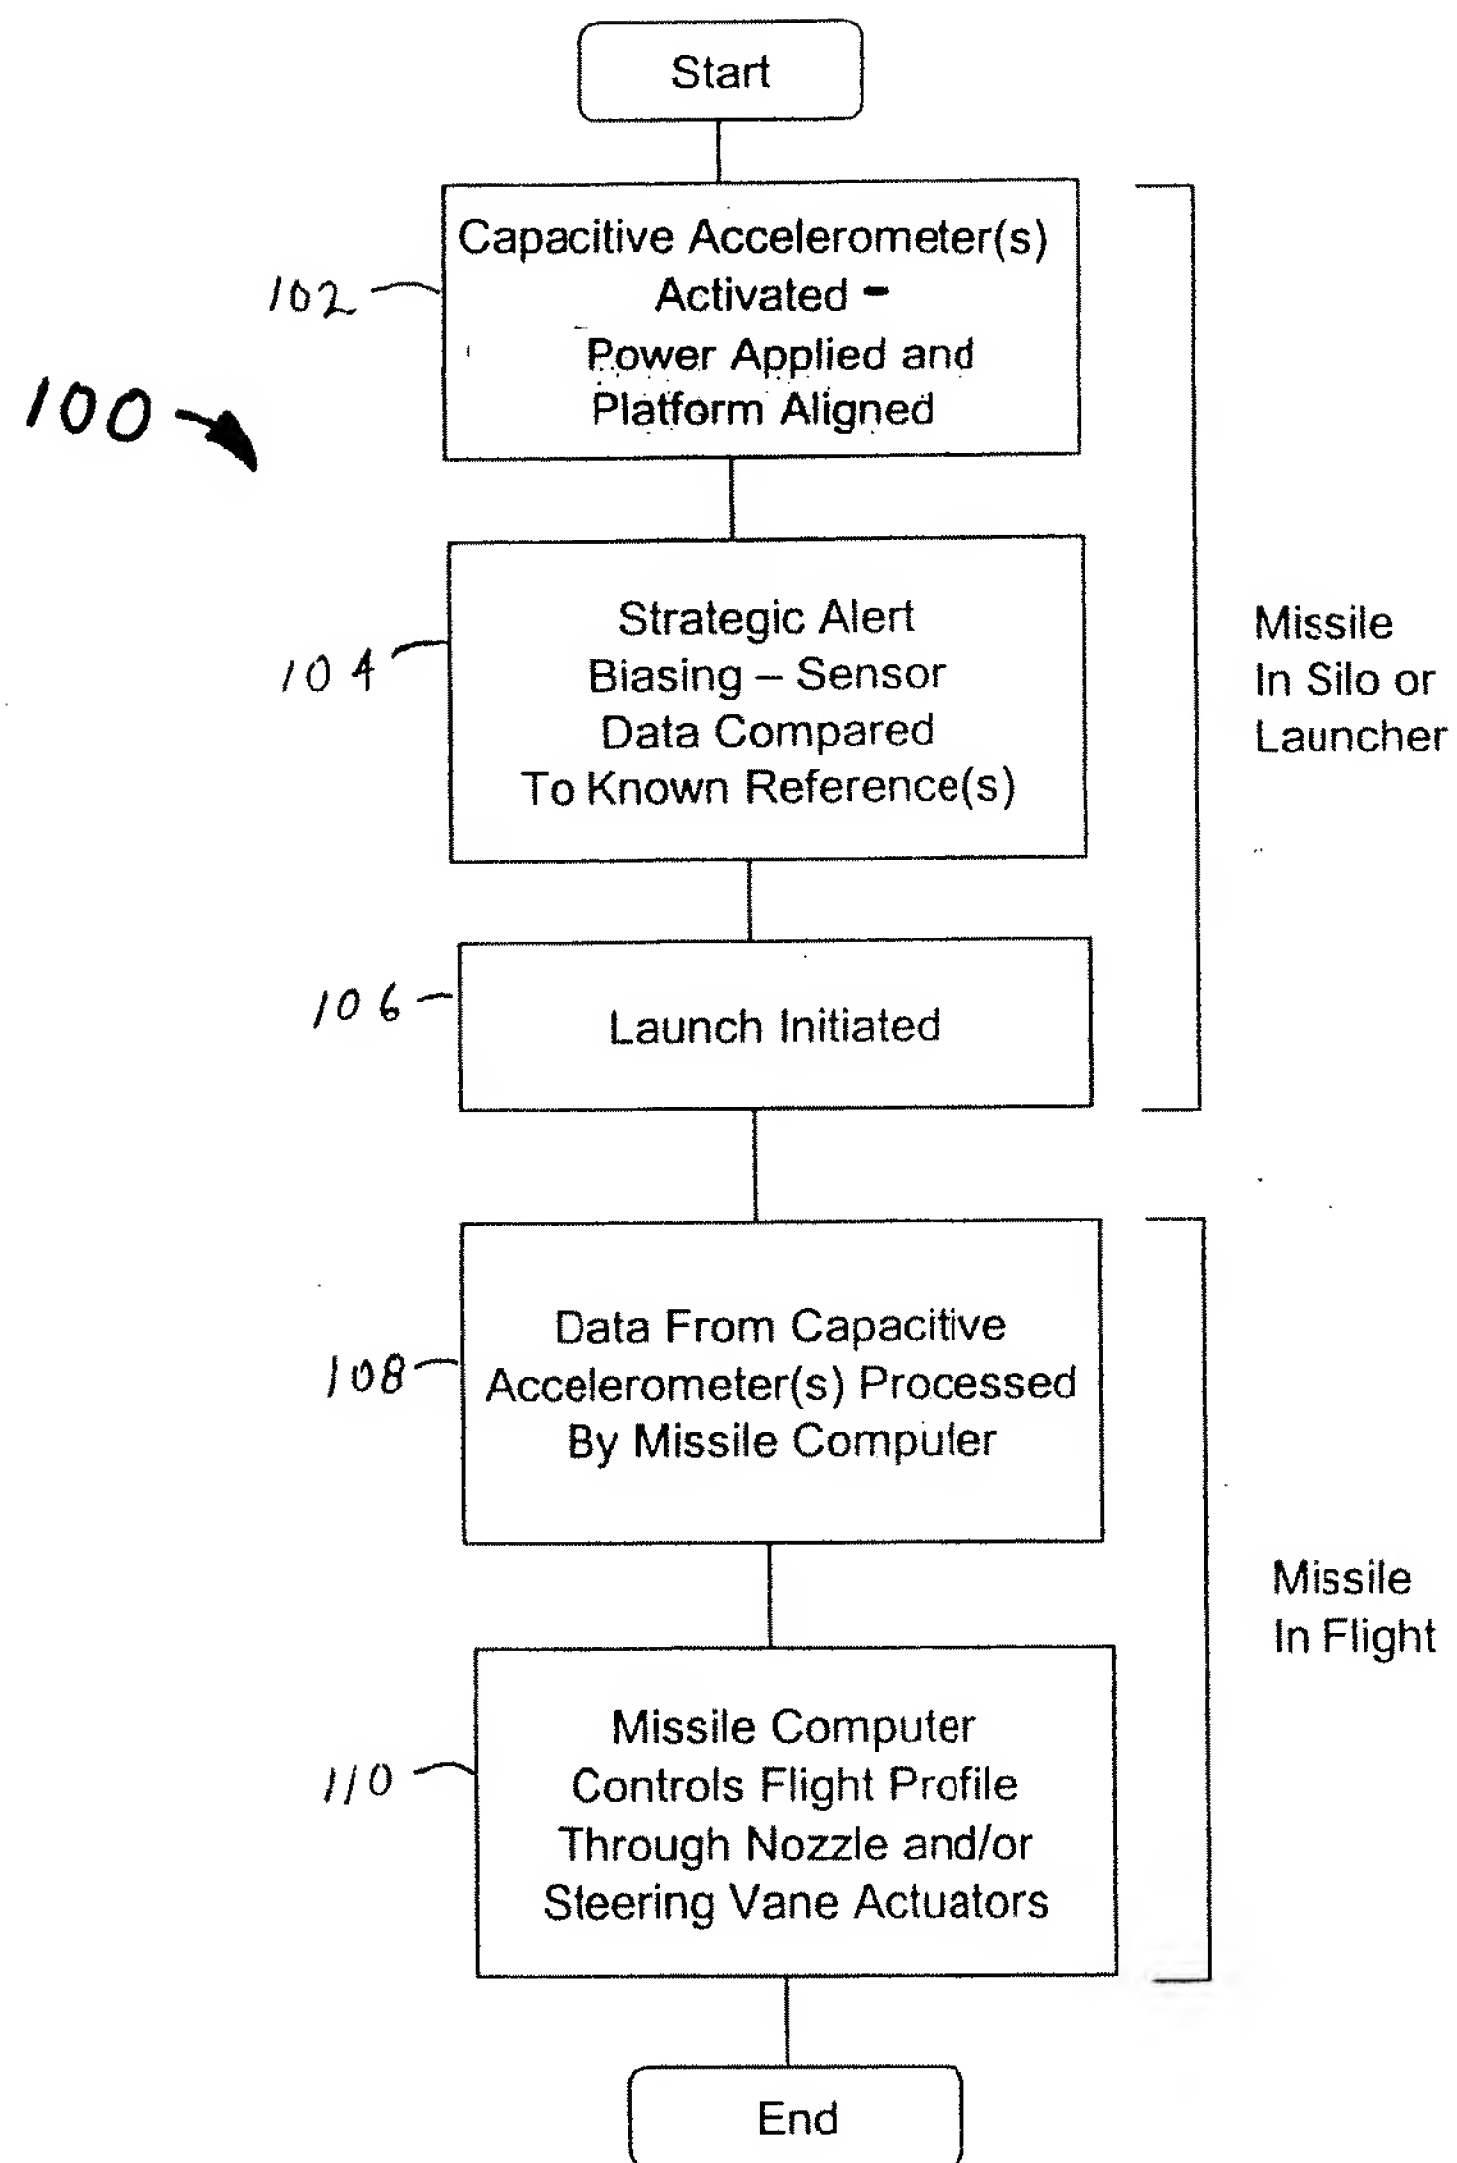 Start
Capacitive Accelerometer(s)
Activated -
Power Applied and
Platform Aligned
102
100
Strategic Alert
Biasing – Sensor
Data Compared
To Known Reference(s)
104
Missile
In Silo or
Launcher
Launch Initiated
106
Data From Capacitive
Accelerometer(s) Processed
By Missile Computer
108
Missile
In Flight
Missile Computer
Controls Flight Profile
Through Nozzle and/or
Steering Vane Actuators
110
End